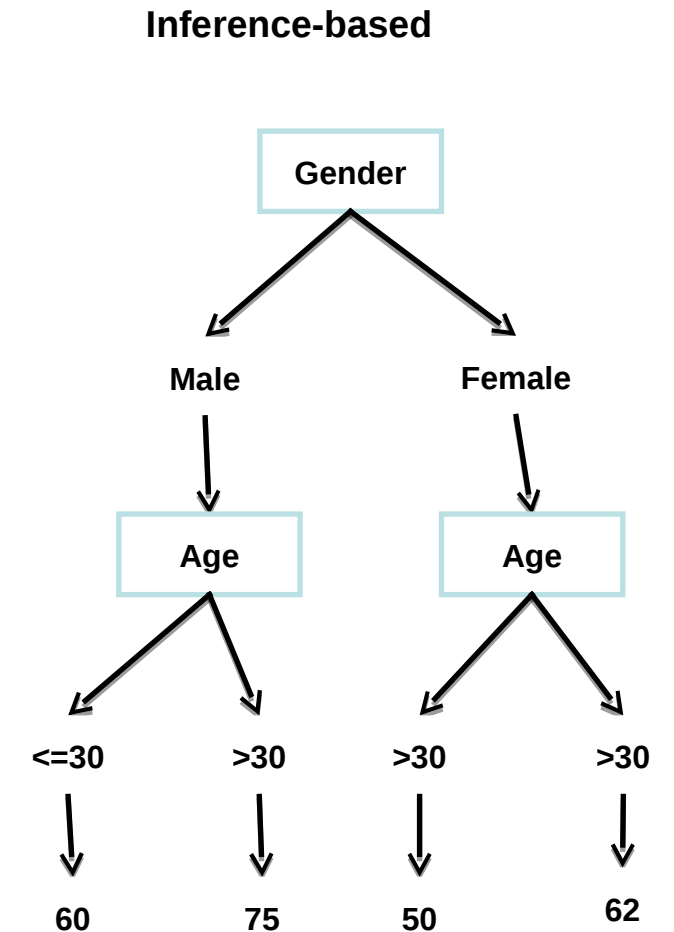 Inference-based
Gender
Male
Female
Age
Age
<=30
>30
>30
>30
60
75
50
62